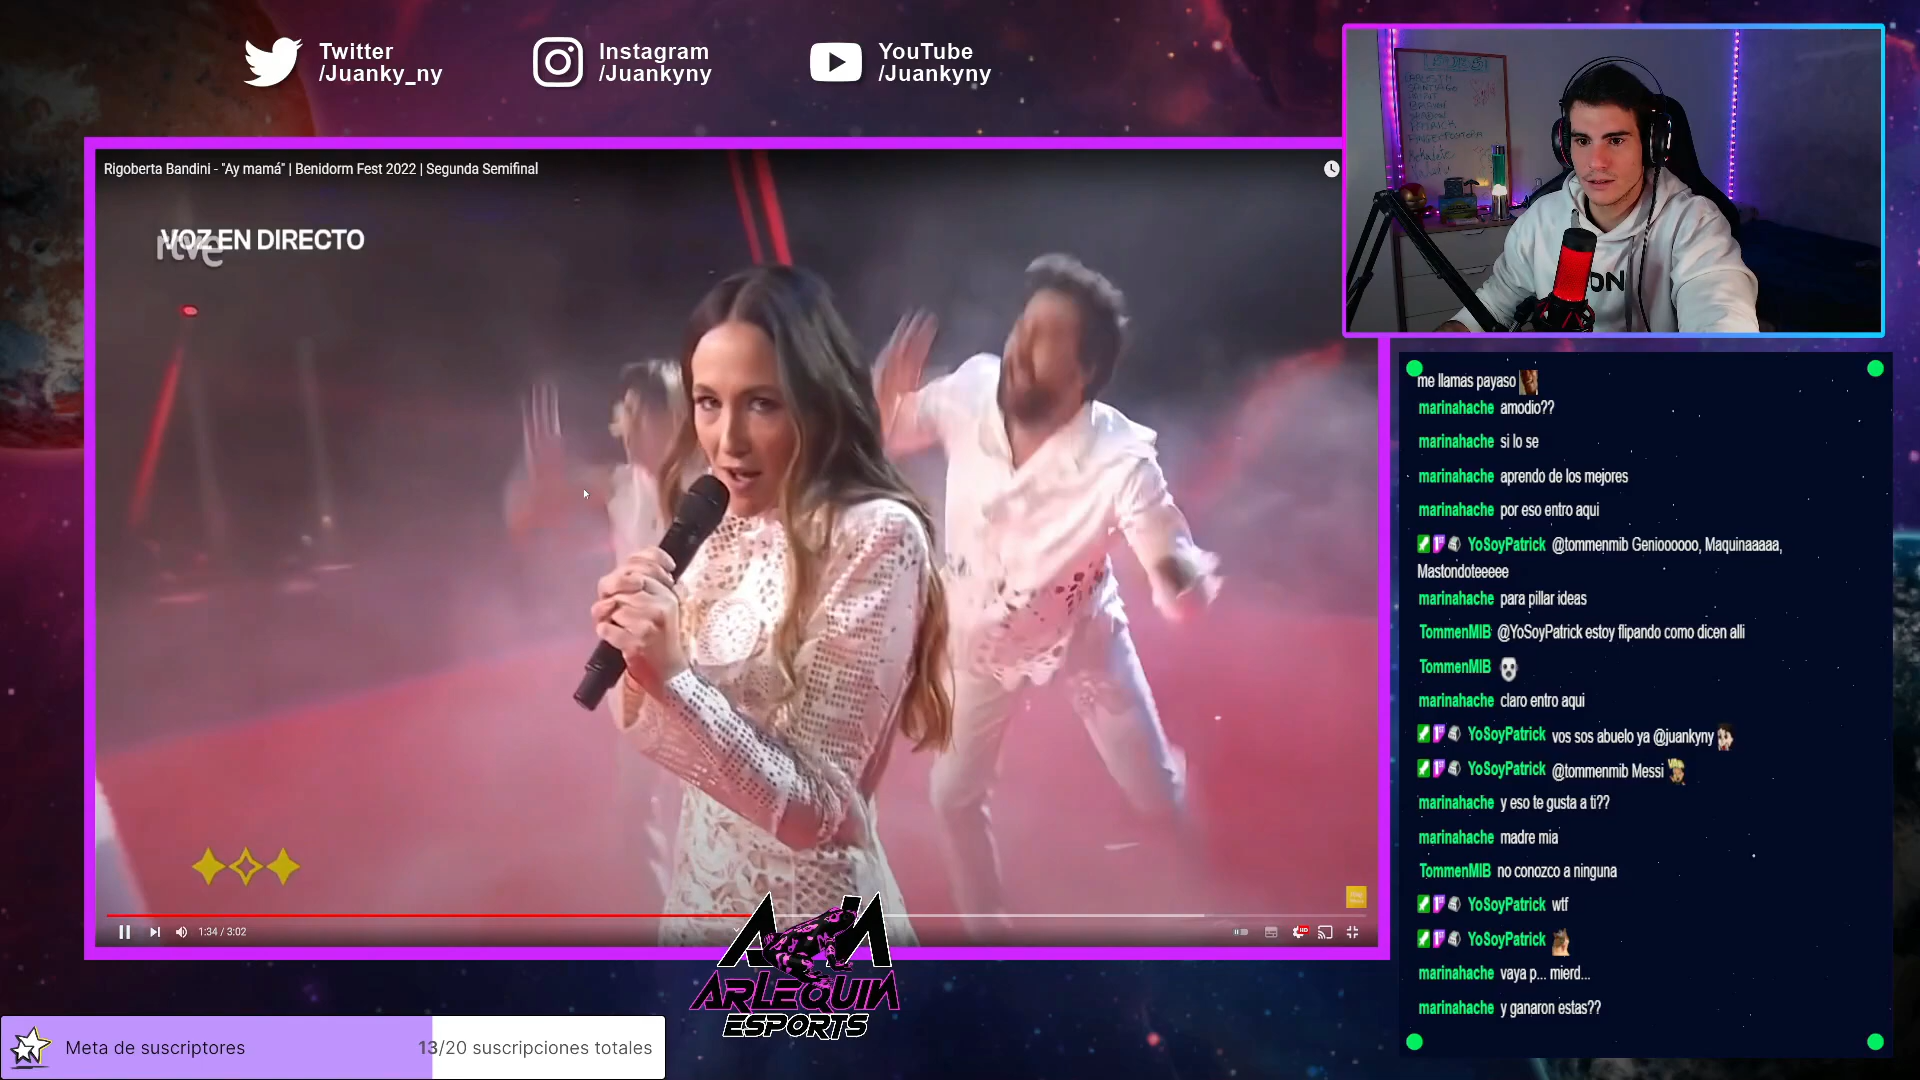 Twitter
/Juanky_ny
Instagram
/Juankyny
YouTube
/Juankyny
Rigoberta Bandini - "Ay mamá" | Benidorm Fest 2022 | Segunda Semifinal
VOZ EN DIRECTO
rtve
1:34 / 3:02
HD
ARLEQUIN
ESPORTS
Meta de suscriptores
13/20 suscripciones totales
me llamas payaso
marinahache amodio??
marinahache si lo se
marinahache aprendo de los mejores
marinahache por eso entro aqui
YoSoyPatrick @tommenmib Genioooooo, Maquinaaaaa,
Mastondoteeeee
marinahache para pillar ideas
TommenMIB @YoSoyPatrick estoy flipando como dicen alli
TommenMIB
marinahache claro entro aqui
YoSoyPatrick vos sos abuelo ya @juankyny
YoSoyPatrick @tommenmib Messi
marinahache y eso te gusta a ti??
marinahache madre mia
TommenMIB no conozco a ninguna
YoSoyPatrick wtf
YoSoyPatrick
marinahache vaya p... mierd...
marinahache y ganaron estas??